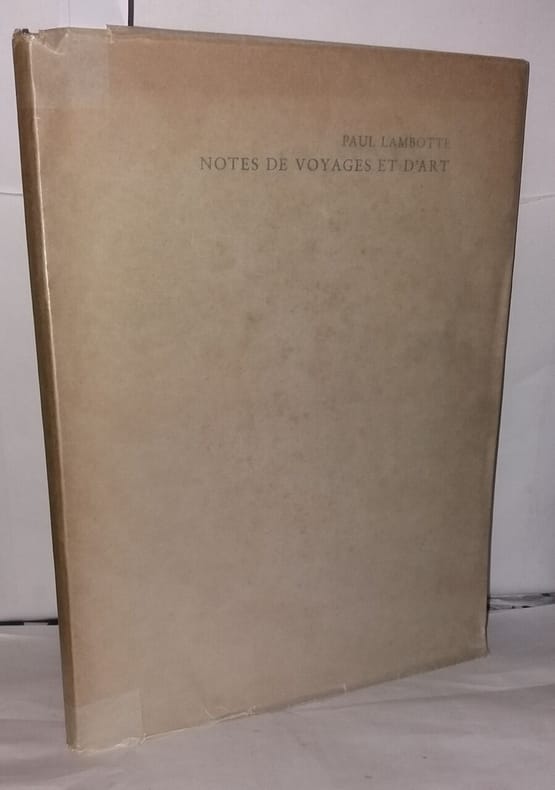 PAUL LAMBOTTE
NOTES DE VOYAGES ET D'ART